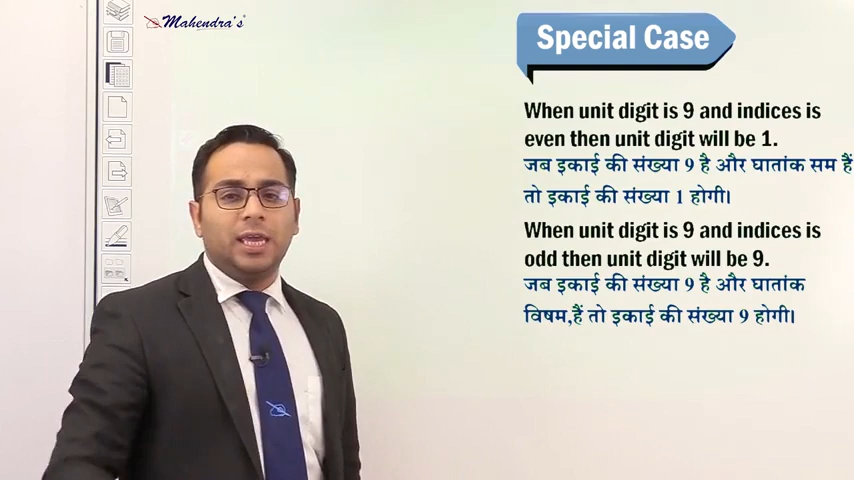 Mahendra's
Special Case
When unit digit is 9 and indices is
even then unit digit will be 1.
जब इकाई की संख्या 9 है और घातांक सम हैं
तो इकाई की संख्या 1 होगी।
When unit digit is 9 and indices is
odd then unit digit will be 9.
जब इकाई की संख्या 9 है और घातांक
विषम,हैं तो इकाई की संख्या 9 होगी।